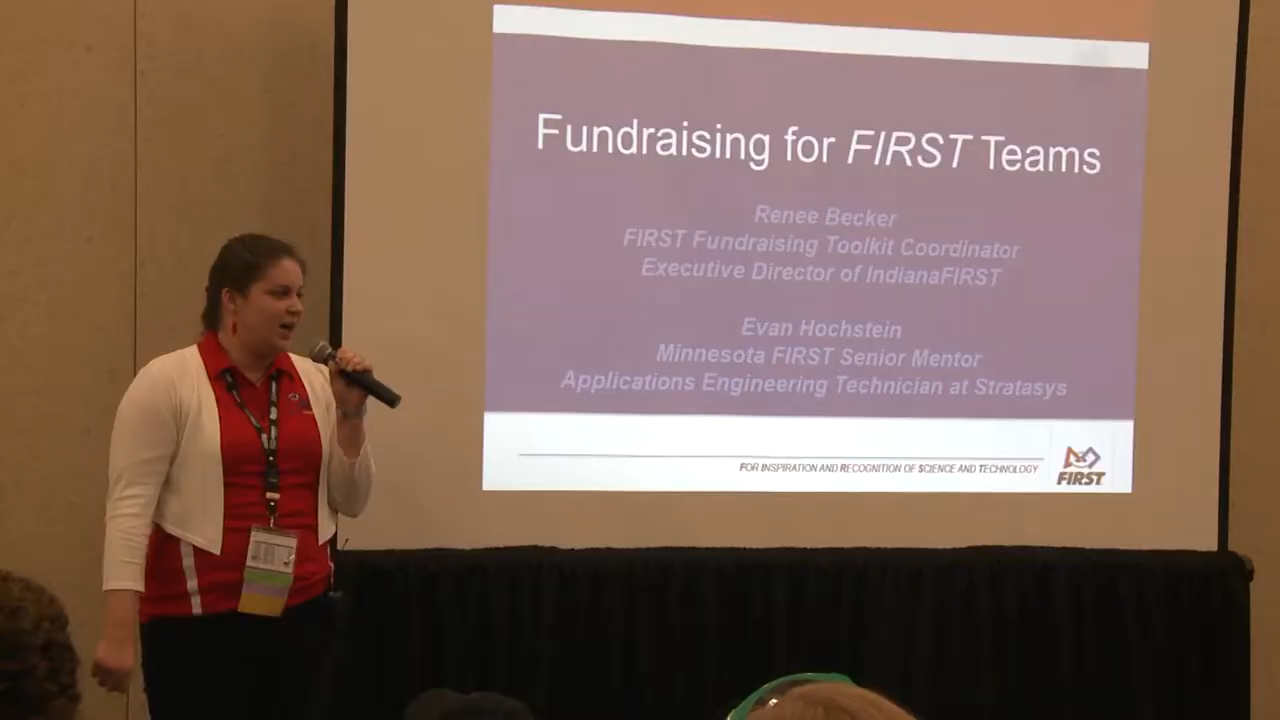 Fundraising for FIRST Teams
Renee Becker
FIRST Fundraising Toolkit Coordinator
Executive Director of IndianaFIRST
Evan Hochstein
Minnesota FIRST Senior Mentor
Applications Engineering Technician at Stratasys
FOR INSPIRATION AND RECOGNITION OF SCIENCE AND TECHNOLOGY
FIRST